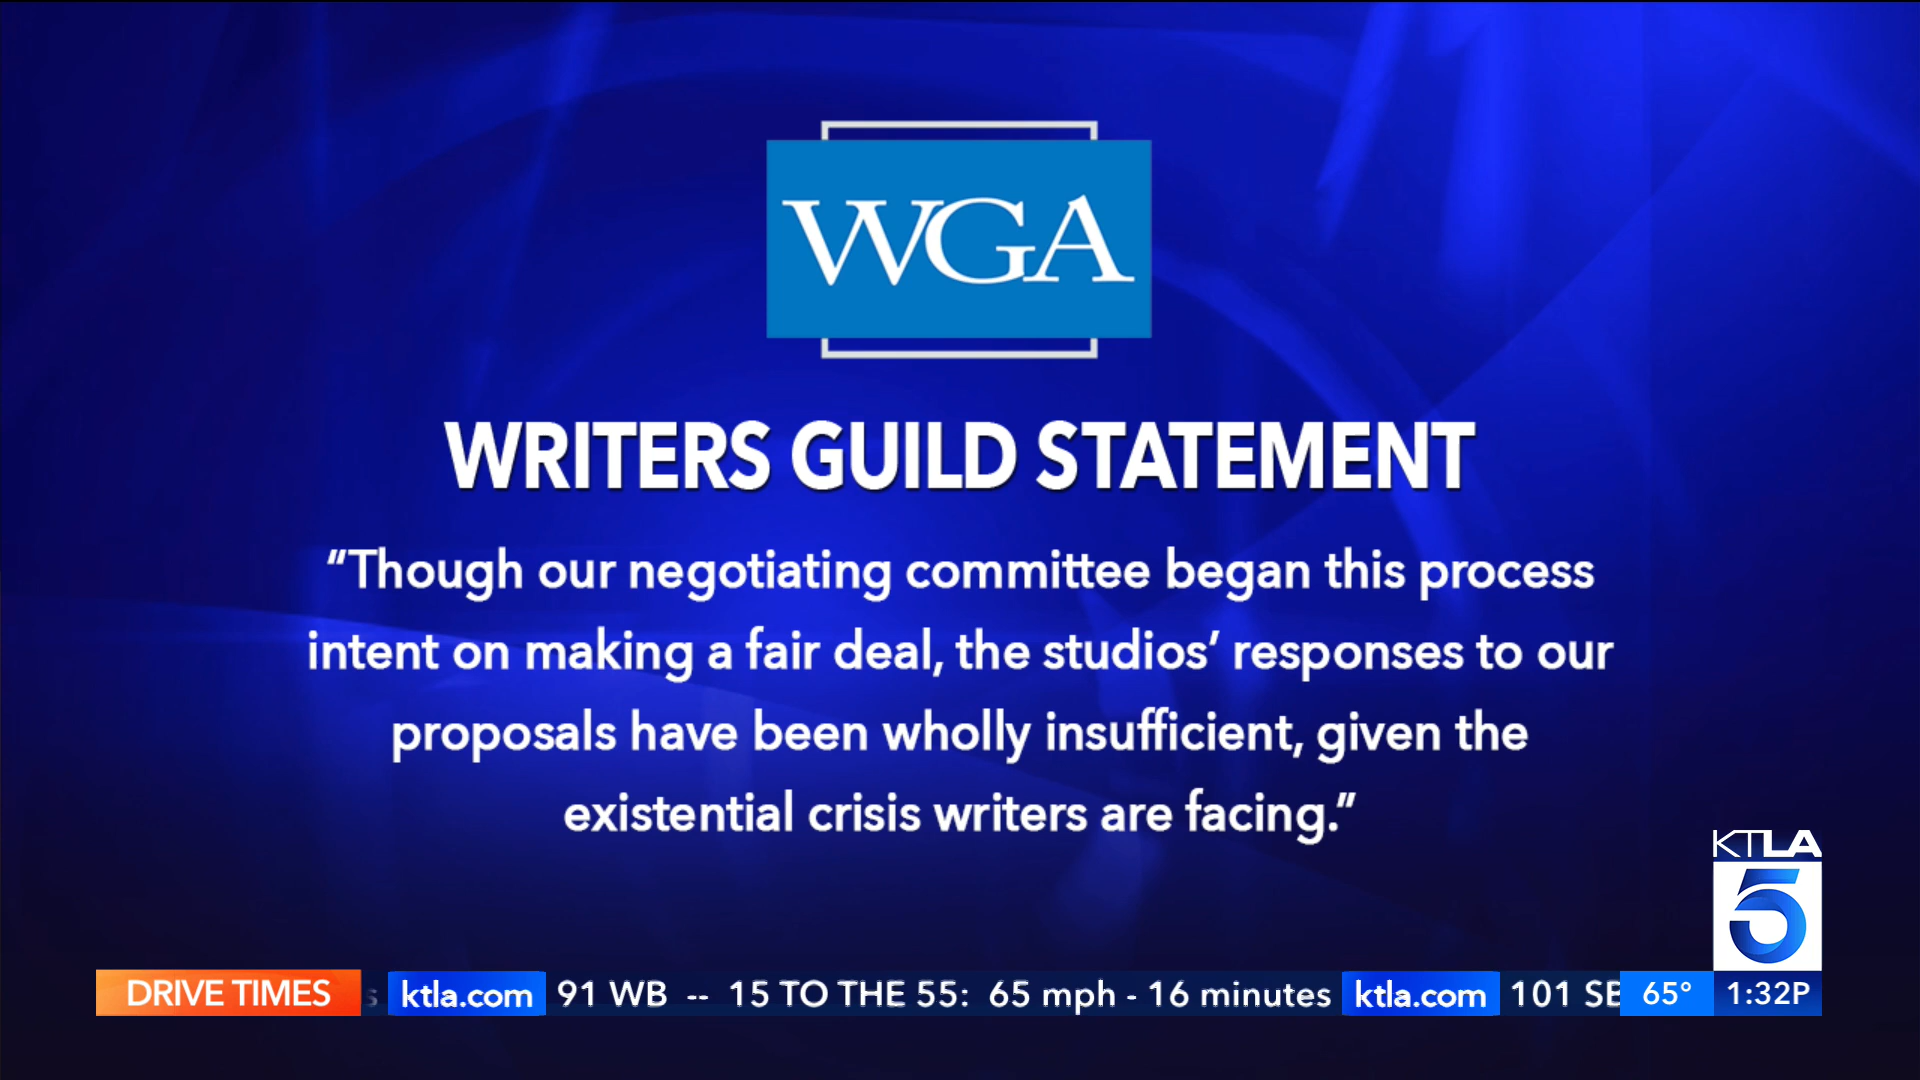 WGA
WRITERS GUILD STATEMENT
“Though our negotiating committee began this process
intent on making a fair deal, the studios’ responses to our
proposals have been wholly insufficient, given the
existential crisis writers are facing.”
KTLA
5
DRIVE TIMES s ktla.com 91 WB -- 15 TO THE 55: 65 mph - 16 minutes ktla.com 101 65° 1:32P